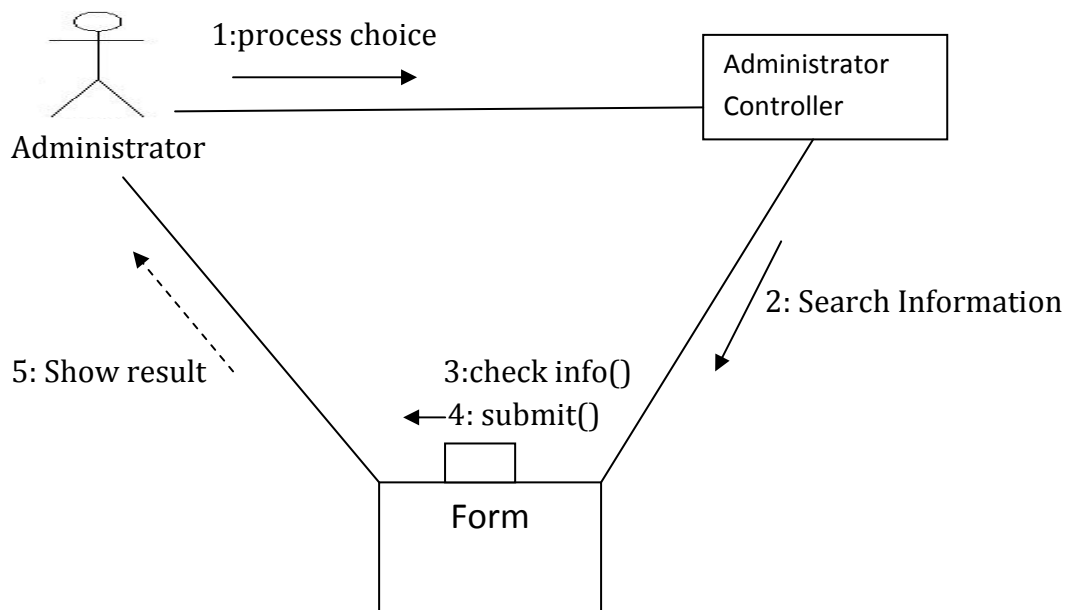 1:process choice
Administrator
Controller
Administrator
2: Search Information
5: Show result
3:check info()
4: submit()
Form